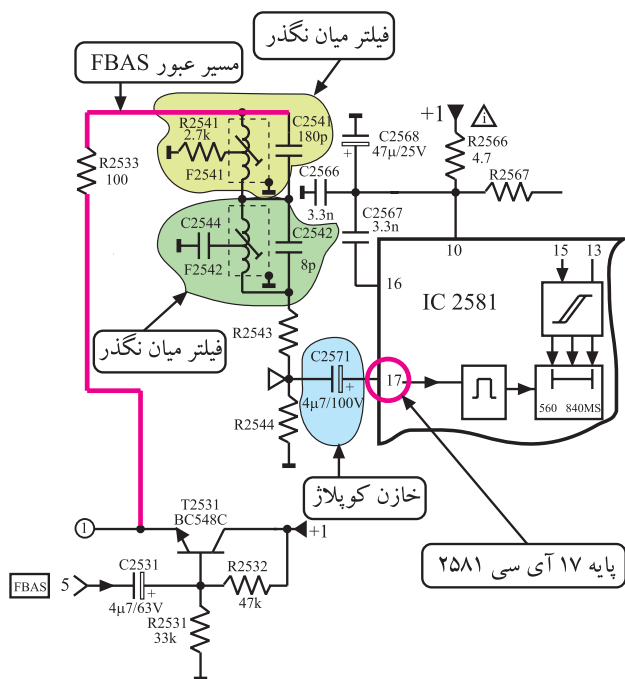 فیلتر میان نگذر
مسیر عبور FBAS
R2541
2.7k
F2541
C2541
180p
C2568
47µ/25V
+
+1
i
R2566
4.7
R2533
100
C2566
3.3n
R2567
C2544
F2542
C2542
8p
C2567
3.3n
10
15
13
16
IC 2581
فیلتر میان نگذر
R2543
C2571
+
4µ7/100V
17
560
840MS
R2544
خازن کوپلاژ
1
T2531
BC548C
+1
پایه ۱۷ آی سی ۲۵۸۱
FBAS
5
C2531
+
4µ7/63V
R2532
47k
R2531
33k